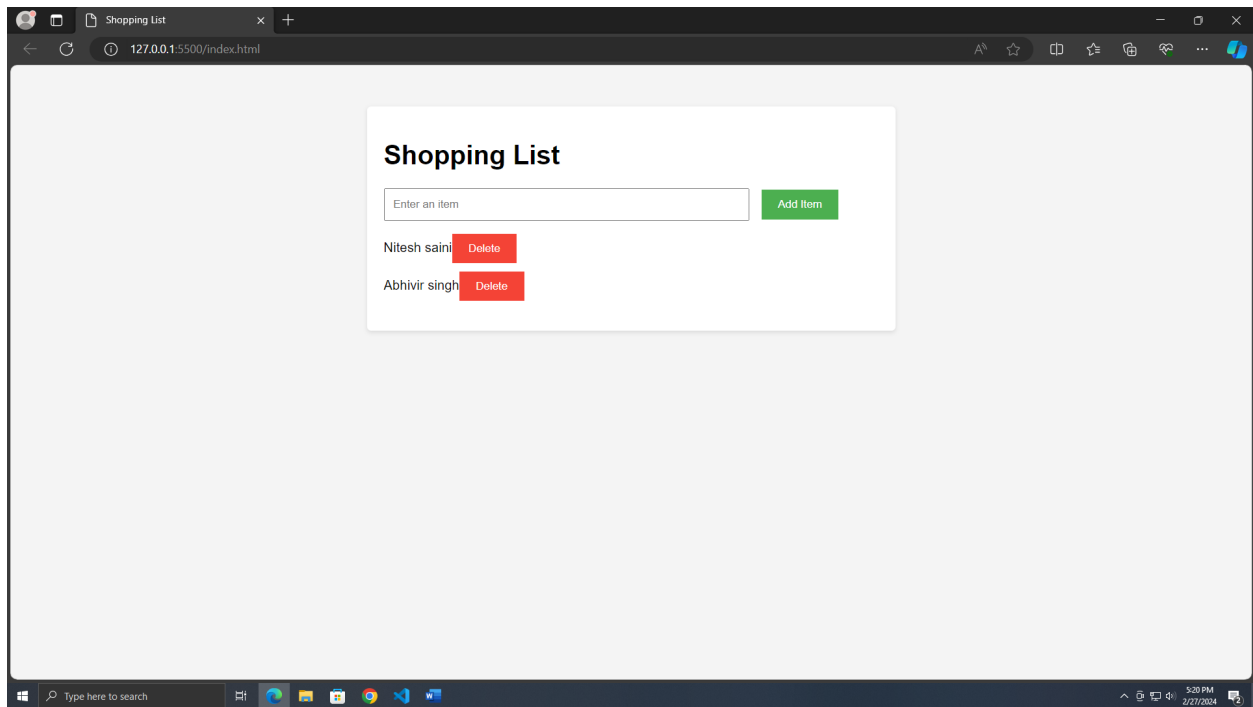 Shopping List
127.0.0.1:5500/index.html
Shopping List
Enter an item
Add Item
Nitesh saini Delete
Abhivir singh Delete
Type here to search
5:20 PM
2/27/2024
2